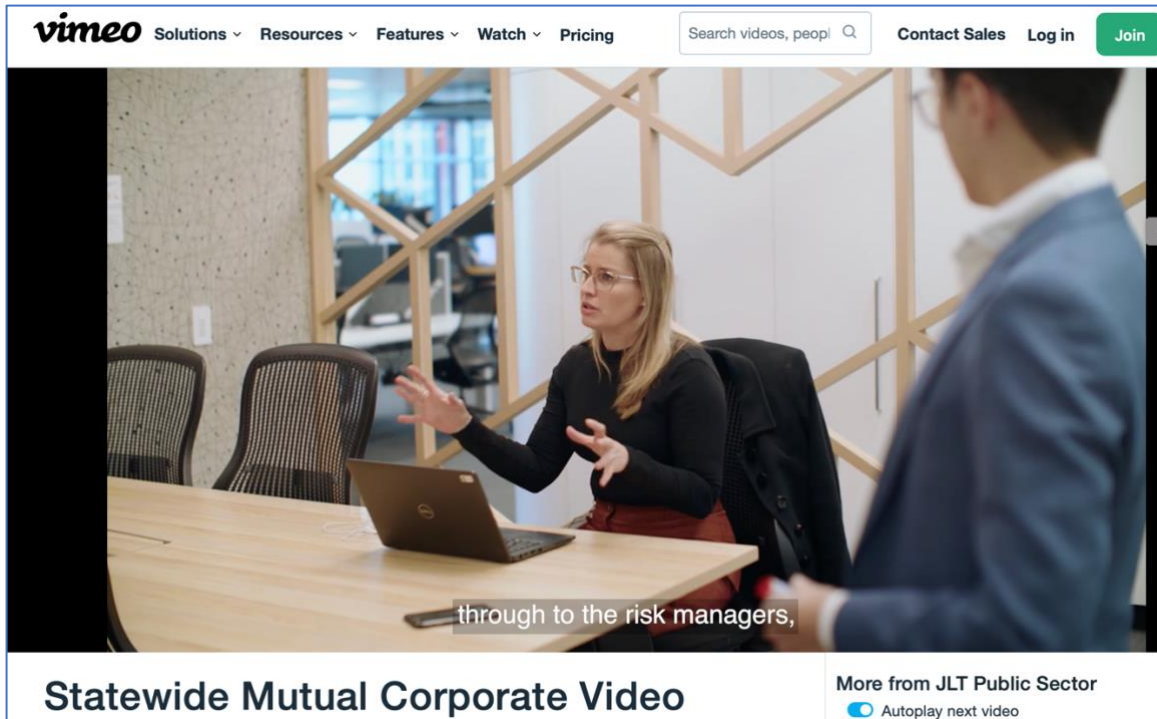 vimeo Solutions Resources Features Watch Pricing Search videos, peopl Contact Sales Log in Join
DELL
through to the risk managers,
Statewide Mutual Corporate Video
More from JLT Public Sector
Autoplay next video